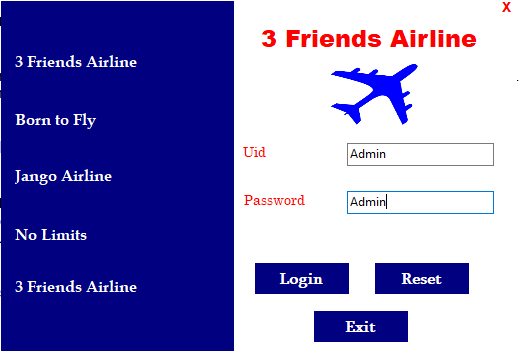 X
3 Friends Airline
3 Friends Airline
Born to Fly
Uid
Admin
Jango Airline
Password
Admin
No Limits
3 Friends Airline
Login
Reset
Exit